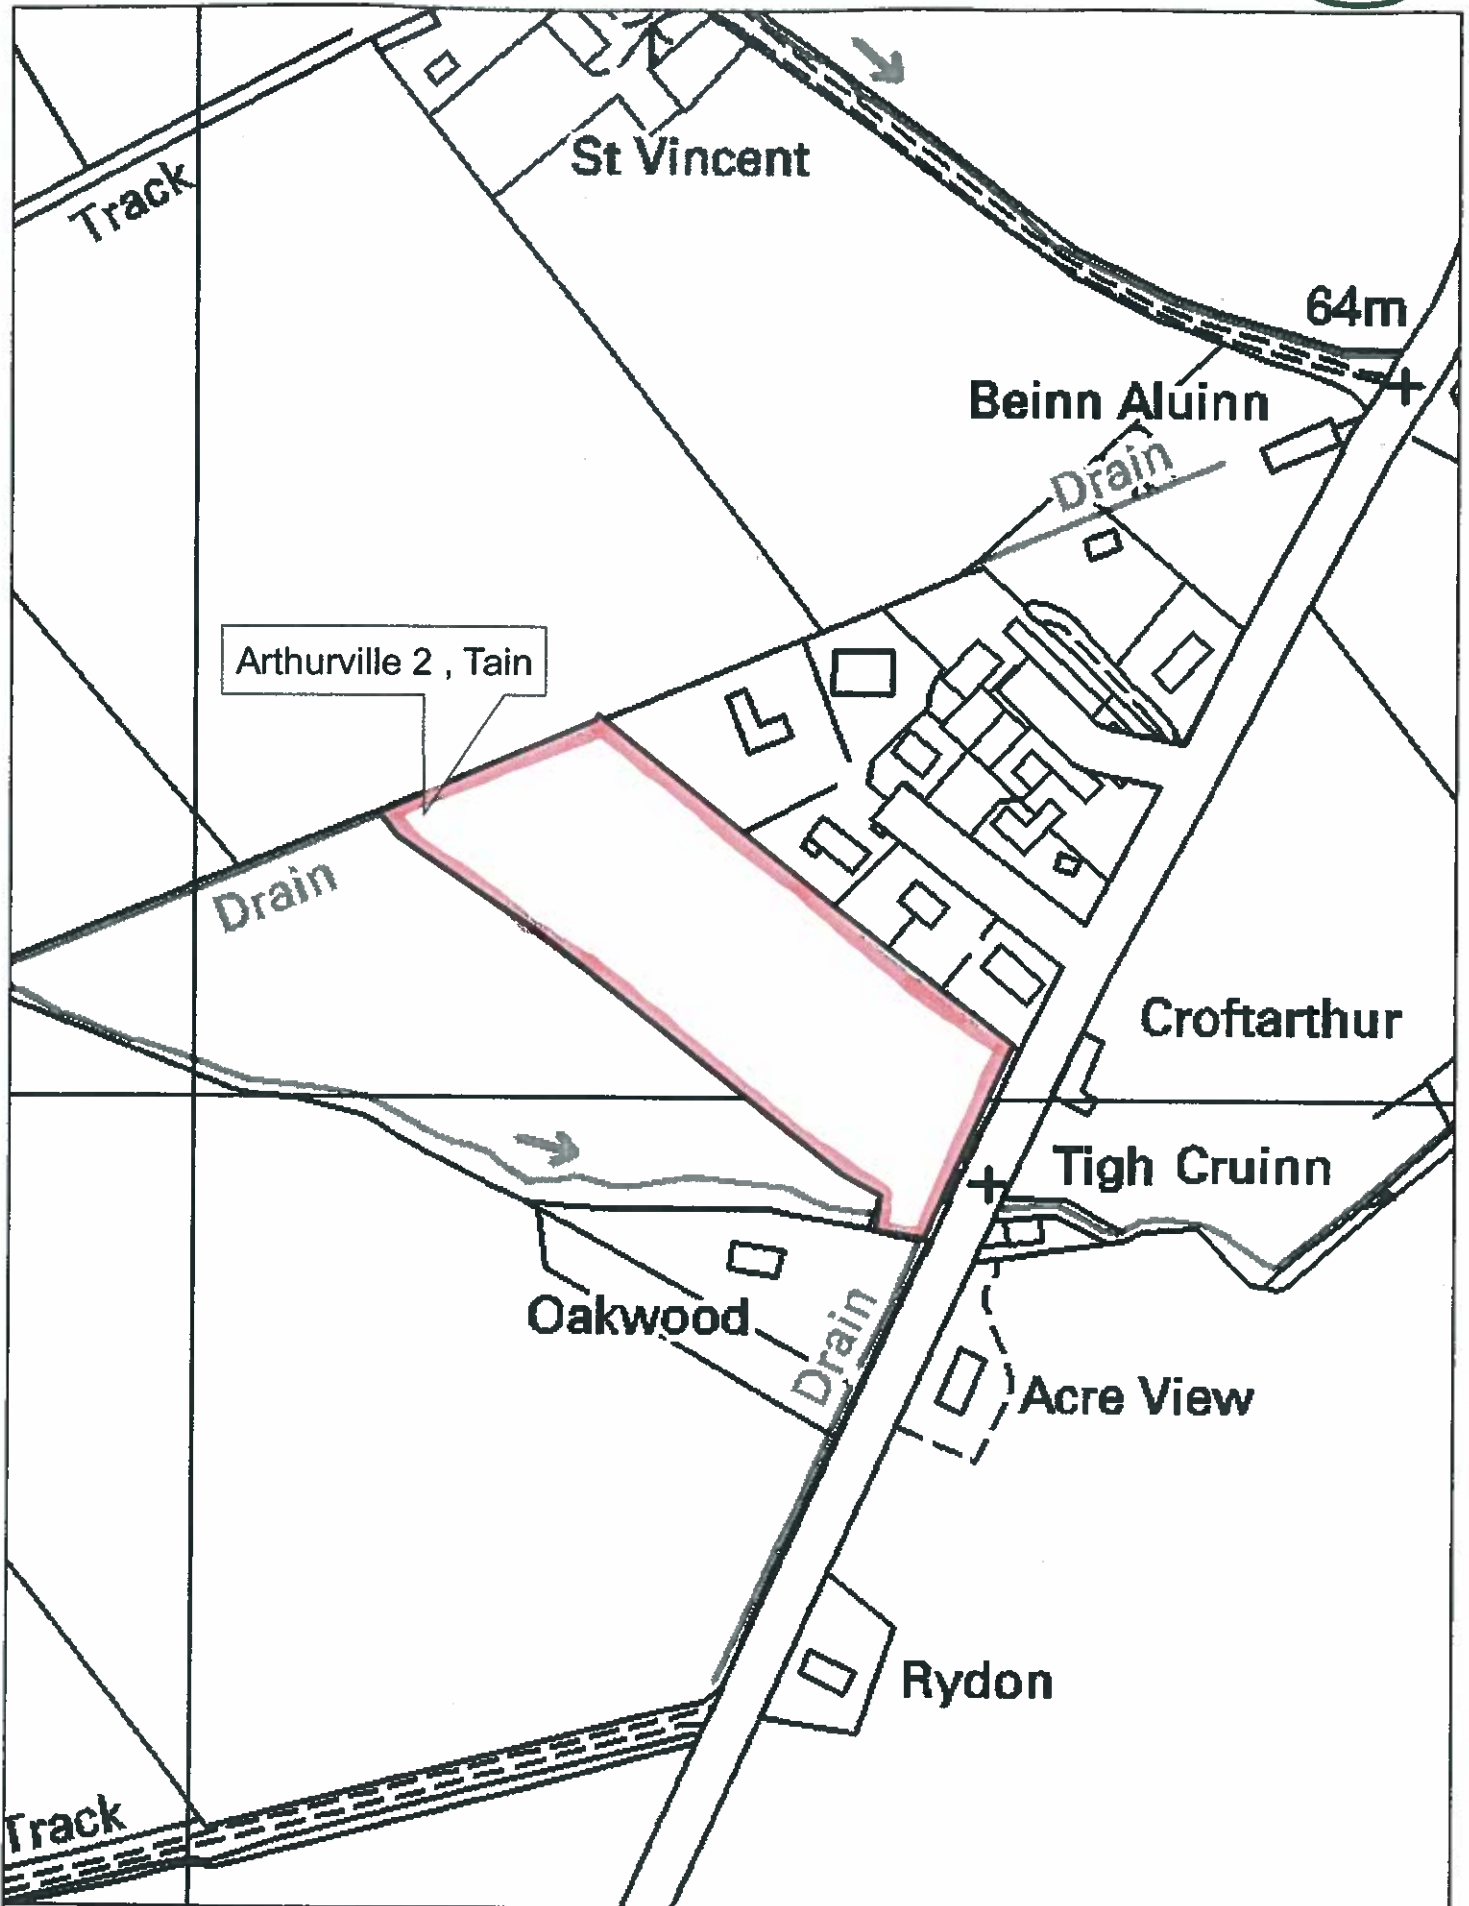 St Vincent
Track
64m
Beinn Aluinn
Drain
Arthurville 2 , Tain
Drain
Croftarthur
Tigh Cruinn
Oakwood
Drain
Acre View
Rydon
Track